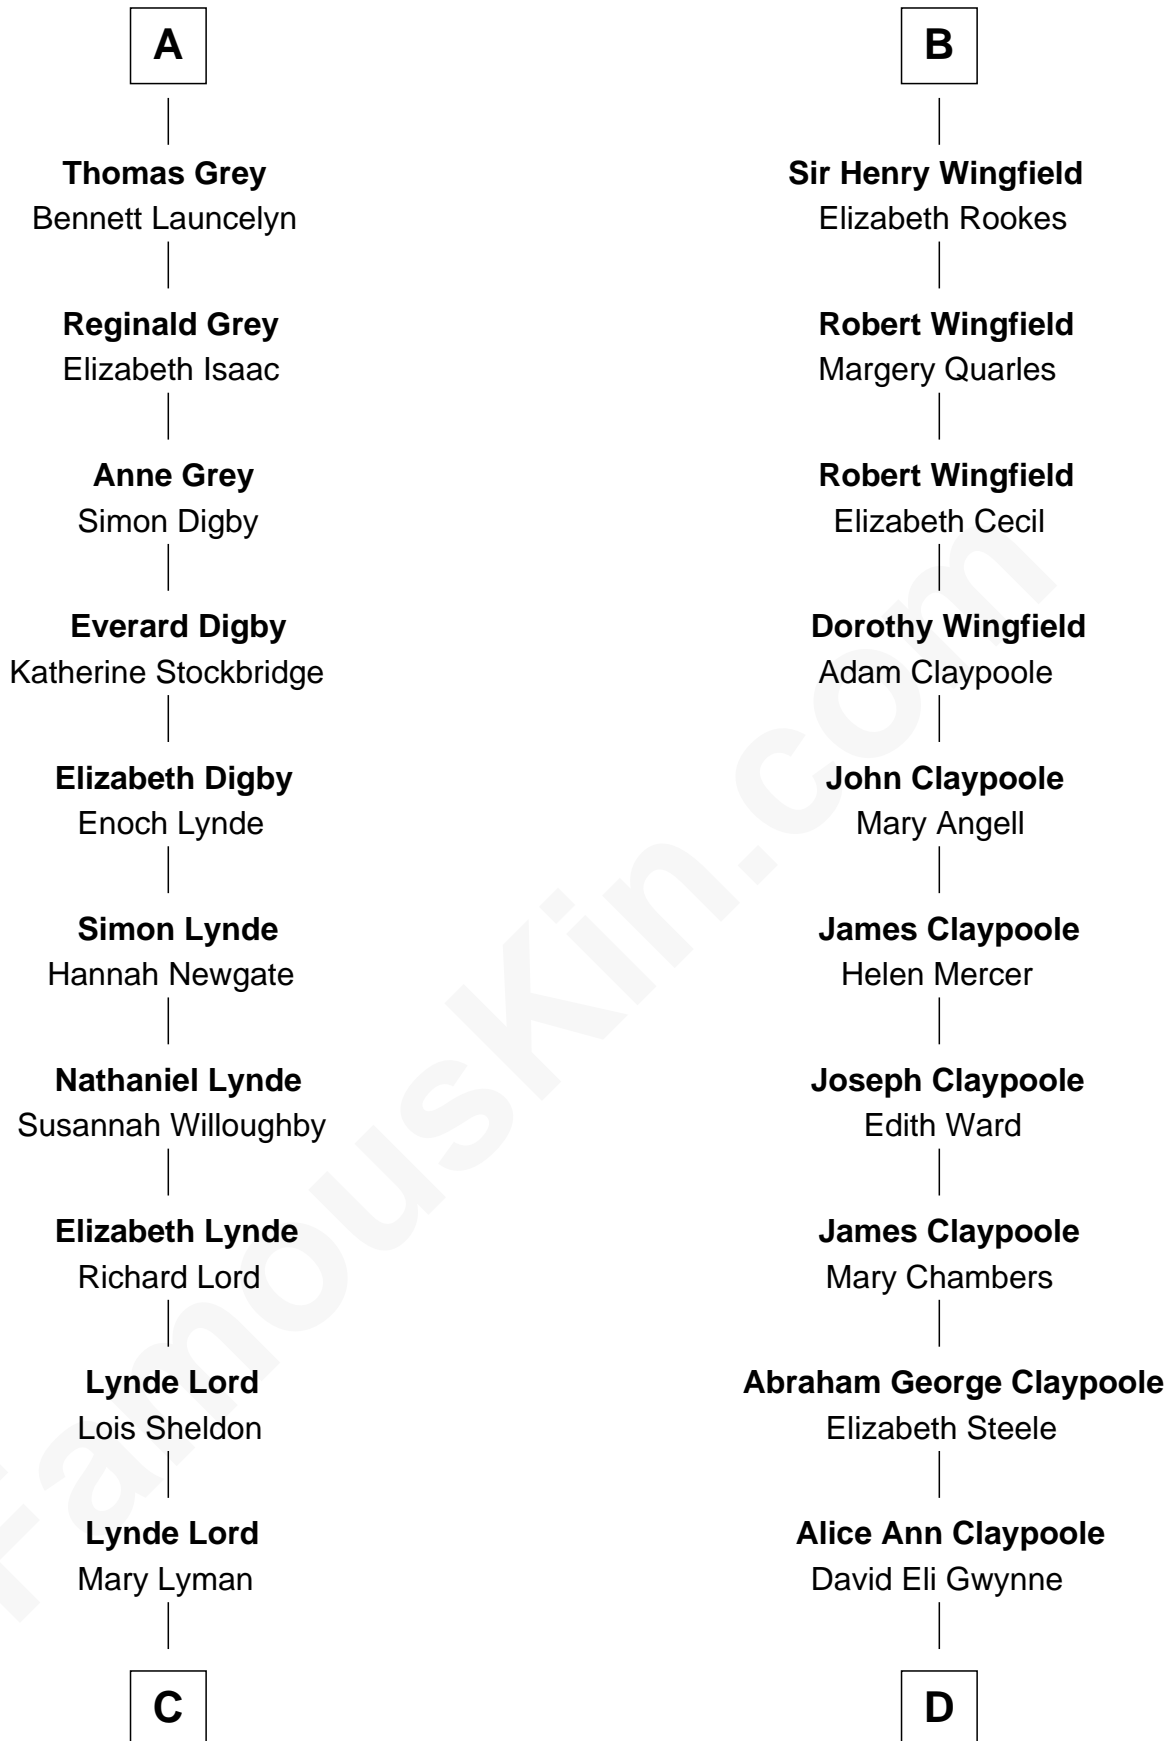 A
Thomas Grey
Bennett Launcelyn
Reginald Grey
Elizabeth Isaac
Anne Grey
Simon Digby
Everard Digby
Katherine Stockbridge
Elizabeth Digby
Enoch Lynde
Simon Lynde
Hannah Newgate
Nathaniel Lynde
Susannah Willoughby
Elizabeth Lynde
Richard Lord
Lynde Lord
Lois Sheldon
Lynde Lord
Mary Lyman
C
B
Sir Henry Wingfield
Elizabeth Rookes
Robert Wingfield
Margery Quarles
Robert Wingfield
Elizabeth Cecil
Dorothy Wingfield
Adam Claypoole
John Claypoole
Mary Angell
James Claypoole
Helen Mercer
Joseph Claypoole
Edith Ward
James Claypoole
Mary Chambers
Abraham George Claypoole
Elizabeth Steele
Alice Ann Claypoole
David Eli Gwynne
D
FamousKin.com